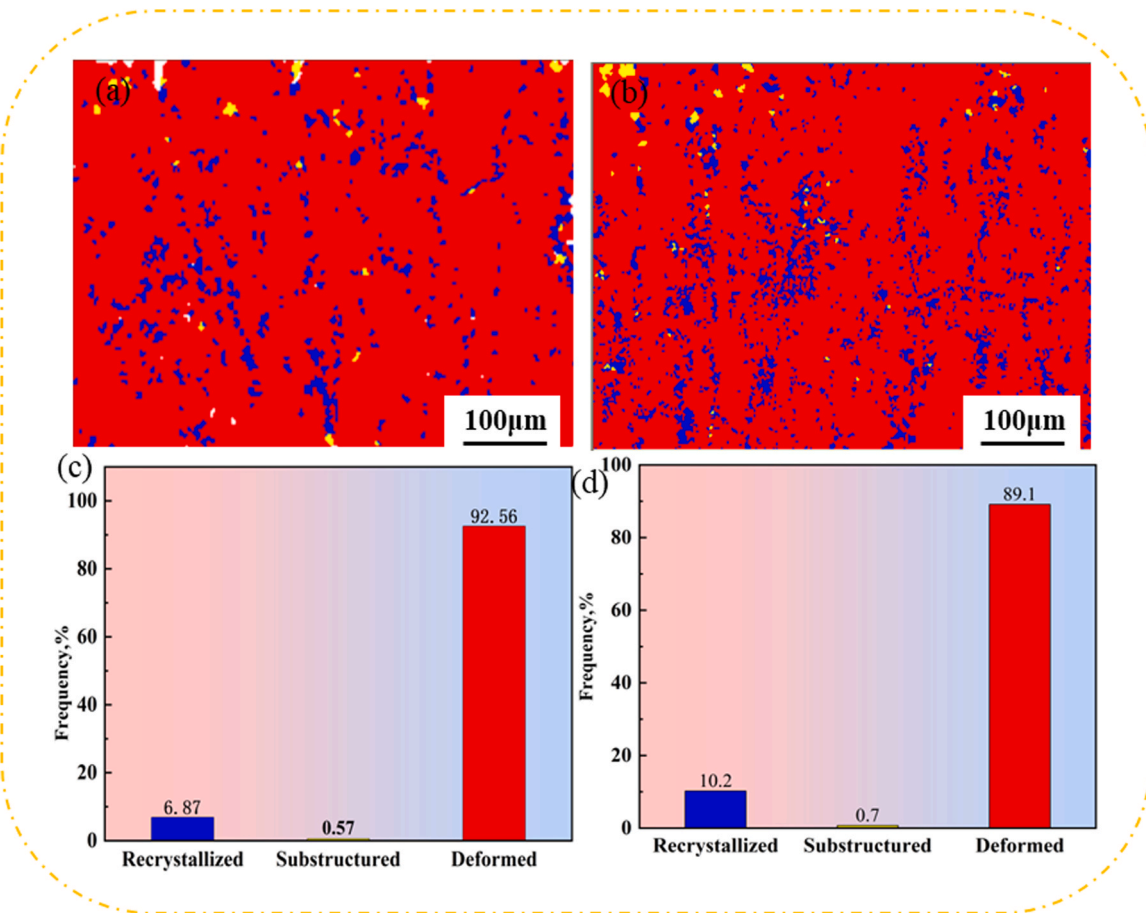 (a)
(b)
100μm
100μm
(c)
100
80
60
40
20
0
Frequency,%
6.87
0.57
92.56
Recrystallized
Substructured
Deformed
(d)
100
80
60
40
20
0
Frequency,%
10.2
0.7
89.1
Recrystallized
Substructured
Deformed